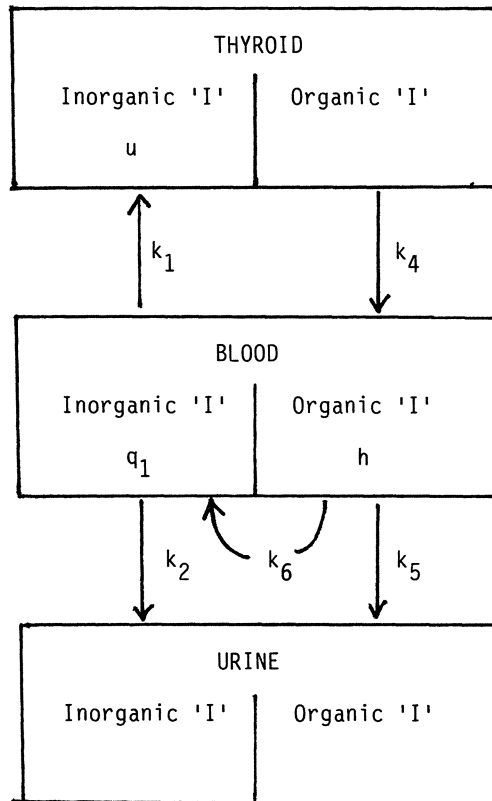 THYROID
Inorganic 'I' Organic 'I'
u
k1 k4
BLOOD
Inorganic 'I' Organic 'I'
q1 h
k2 k6 k5
URINE
Inorganic 'I' Organic 'I'